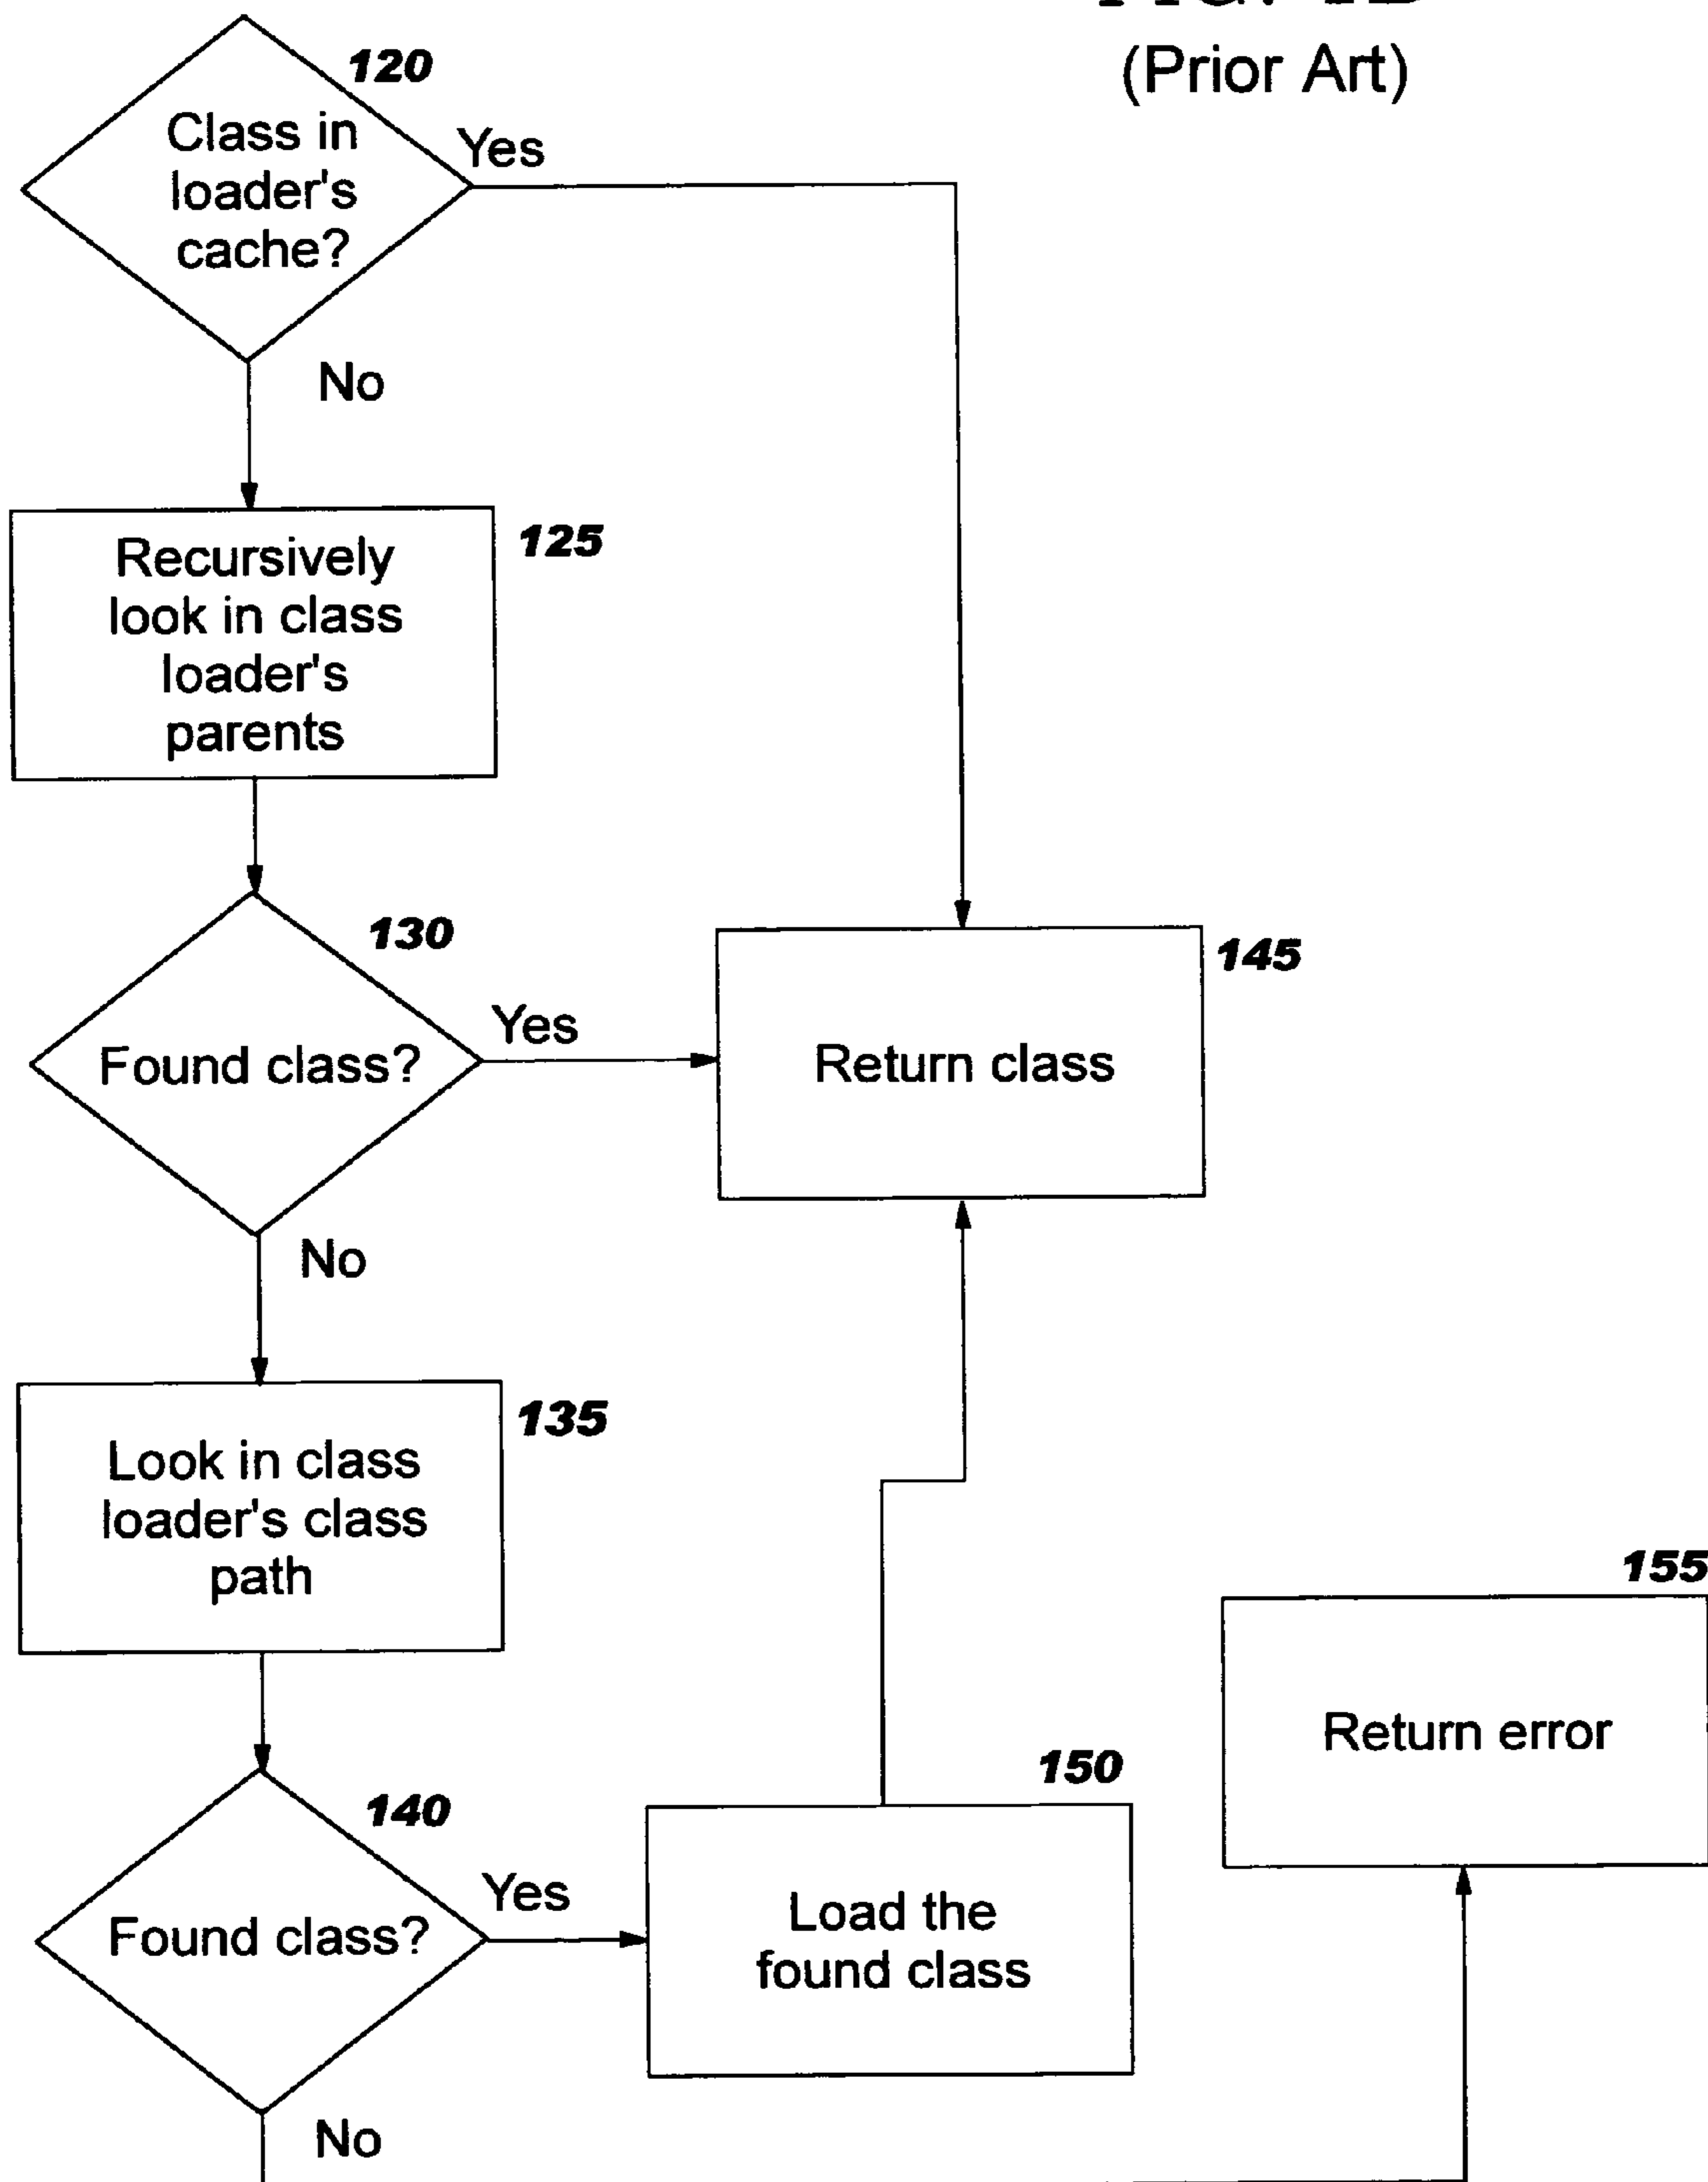 (Prior Art)
120
Class in
loader's
cache?
Yes
No
125
Recursively
look in class
loader's
parents
130
Found class?
Yes
No
145
Return class
135
Look in class
loader's class
path
140
Found class?
Yes
No
150
Load the
found class
155
Return error